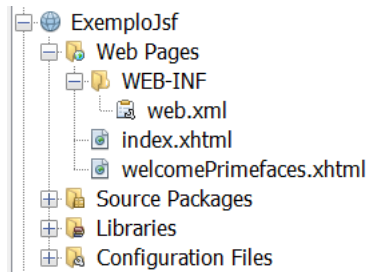 ExemploJsf
Web Pages
WEB-INF
web.xml
index.xhtml
welcomePrimefaces.xhtml
Source Packages
Libraries
Configuration Files